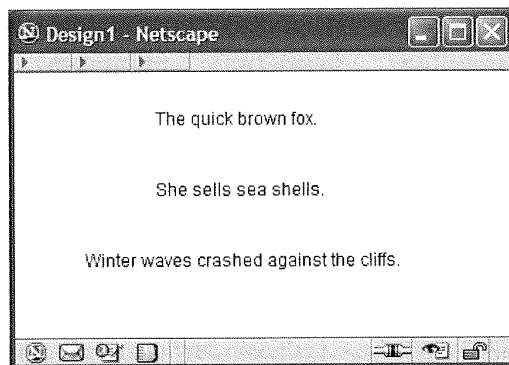 Design1 - Netscape
The quick brown fox.
She sells sea shells.
Winter waves crashed against the cliffs.